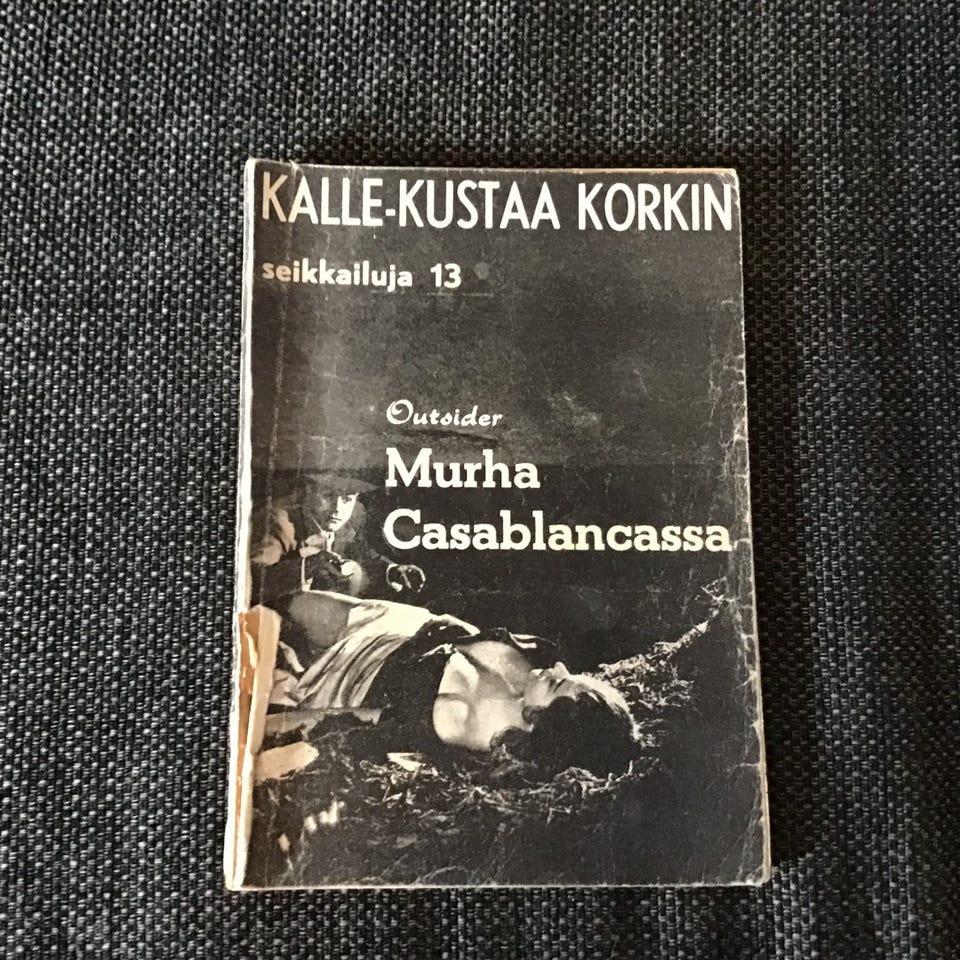 KALLE-KUSTAA KORKIN
seikkailuja 13
Outsider
Murha
Casablancassa